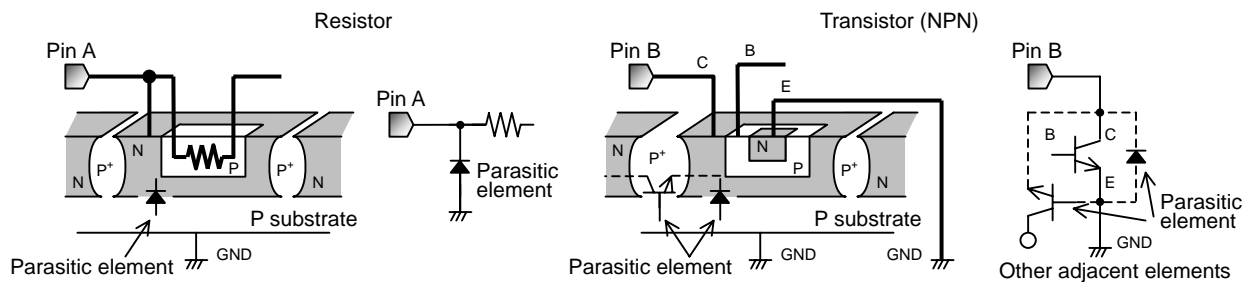 Resistor
Pin A
N
N
P⁺
P
P⁺
N
P substrate
GND
Parasitic element
Pin A
Parasitic
element
Transistor (NPN)
Pin B
C
B
E
N
N
P⁺
N
P
P⁺
N
P substrate
GND
GND
Parasitic element
Pin B
B
C
E
Parasitic
element
GND
Other adjacent elements